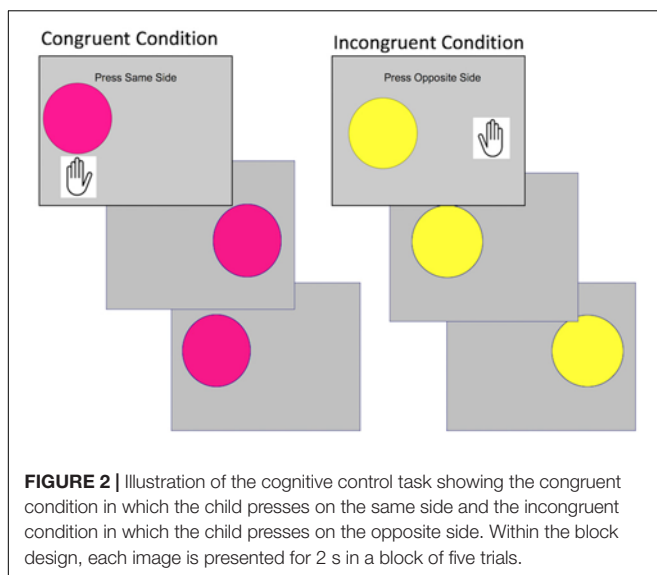 Congruent Condition
Incongruent Condition
Press Same Side
Press Opposite Side
FIGURE 2 | Illustration of the cognitive control task showing the congruent
condition in which the child presses on the same side and the incongruent
condition in which the child presses on the opposite side. Within the block
design, each image is presented for 2 s in a block of five trials.